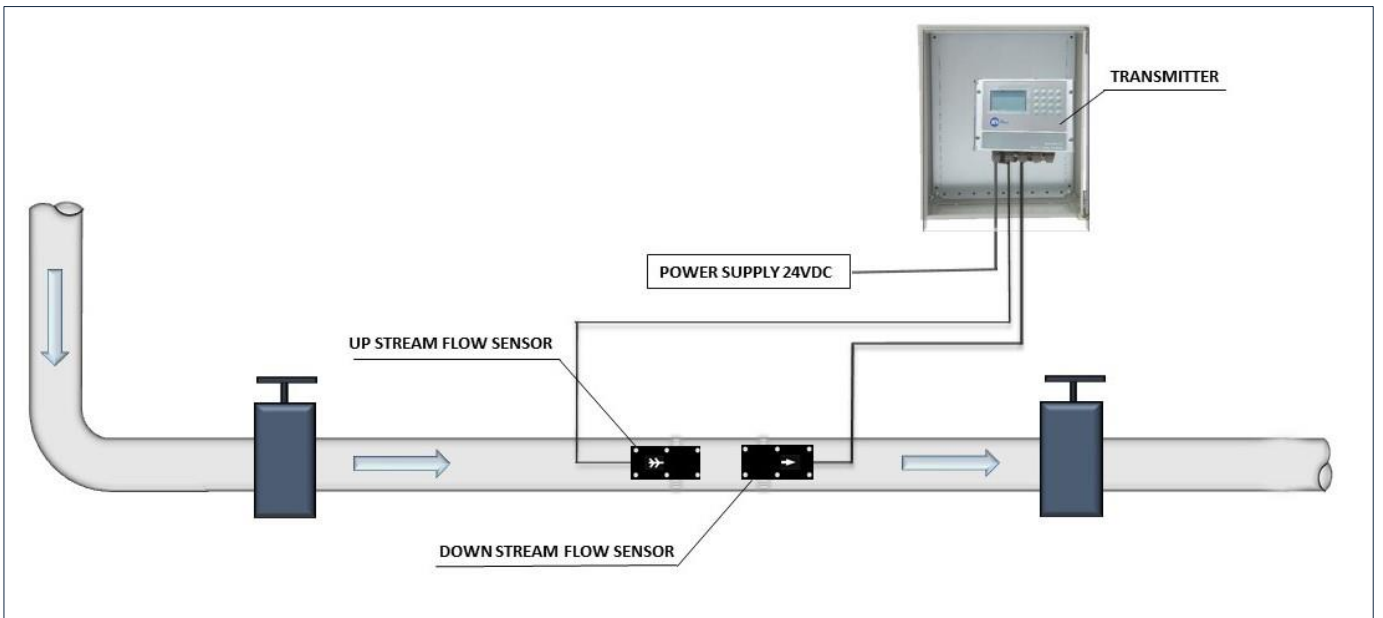 TRANSMITTER
POWER SUPPLY 24VDC
UP STREAM FLOW SENSOR
DOWN STREAM FLOW SENSOR